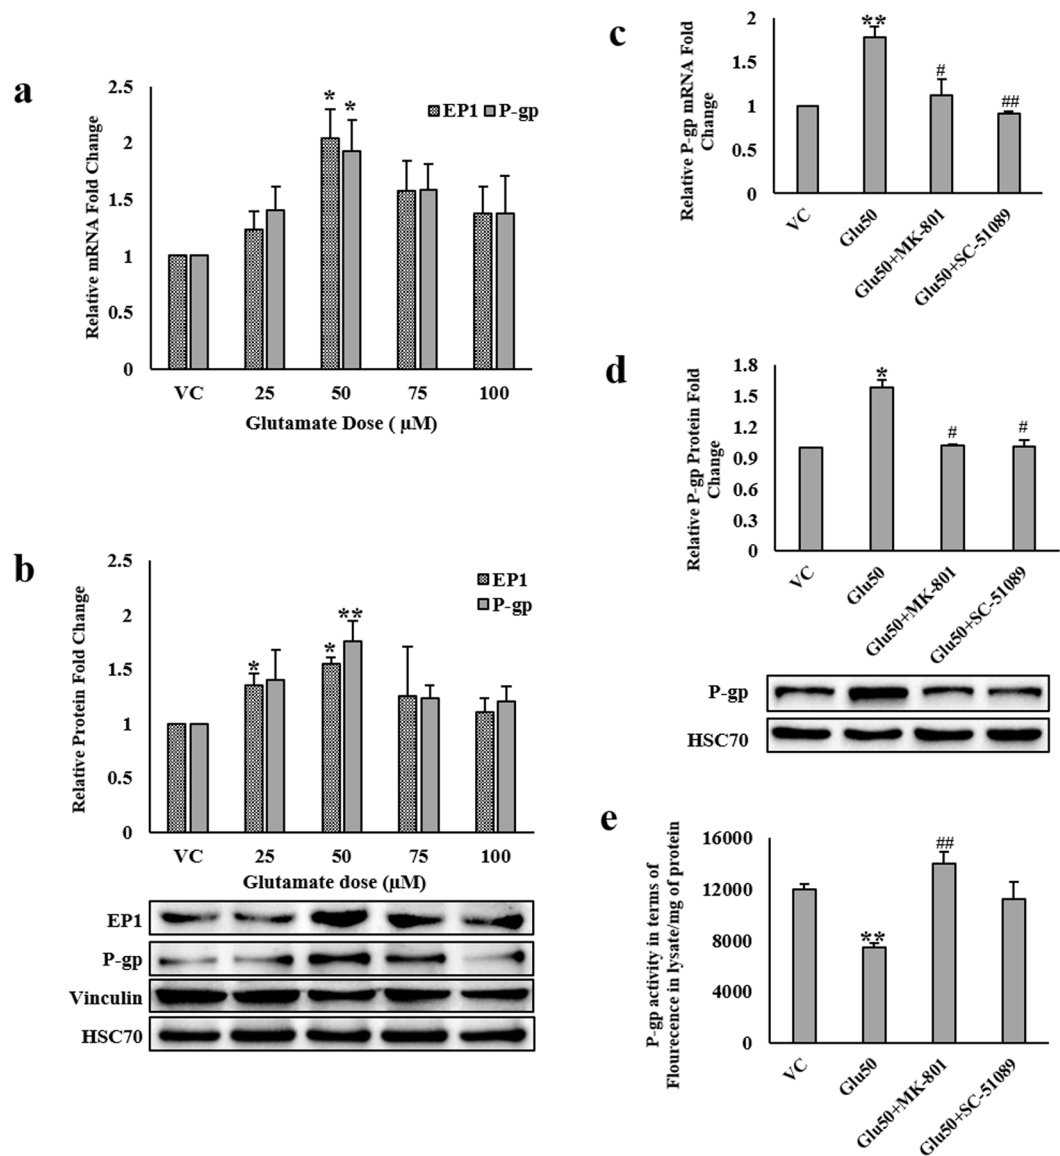 a
2.5
2
1.5
1
0.5
0
Relative mRNA Fold Change
* *
EP1 P-gp
VC 25 50 75 100
Glutamate Dose ( µM)
b
2.5
2
1.5
1
0.5
0
Relative Protein Fold Change
EP1
P-gp
* * **
VC 25 50 75 100
Glutamate dose (µM)
EP1
P-gp
Vinculin
HSC70
c
2
1.5
1
0.5
0
Relative P-gp mRNA Fold
Change
** # ##
VC Glu50 Glu50+MK-801 Glu50+SC-51089
d
1.8
1.5
1.2
0.9
0.6
0.3
0
Relative P-gp Protein Fold
Change
* # #
VC Glu50 Glu50+MK-801 Glu50+SC-51089
P-gp
HSC70
e
16000
12000
8000
4000
0
P-gp activity in terms of
Flourecence in lysate/mg of protein
** ##
VC Glu50 Glu50+MK-801 Glu50+SC-51089